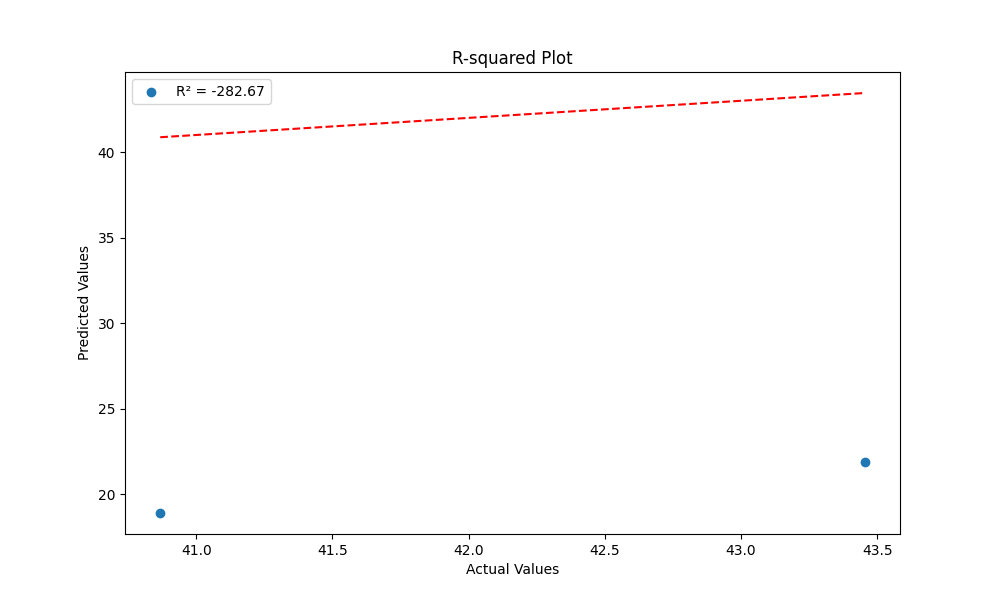 R-squared Plot
R² = -282.67
Predicted Values
40
35
30
25
20
41.0 41.5 42.0 42.5 43.0 43.5
Actual Values